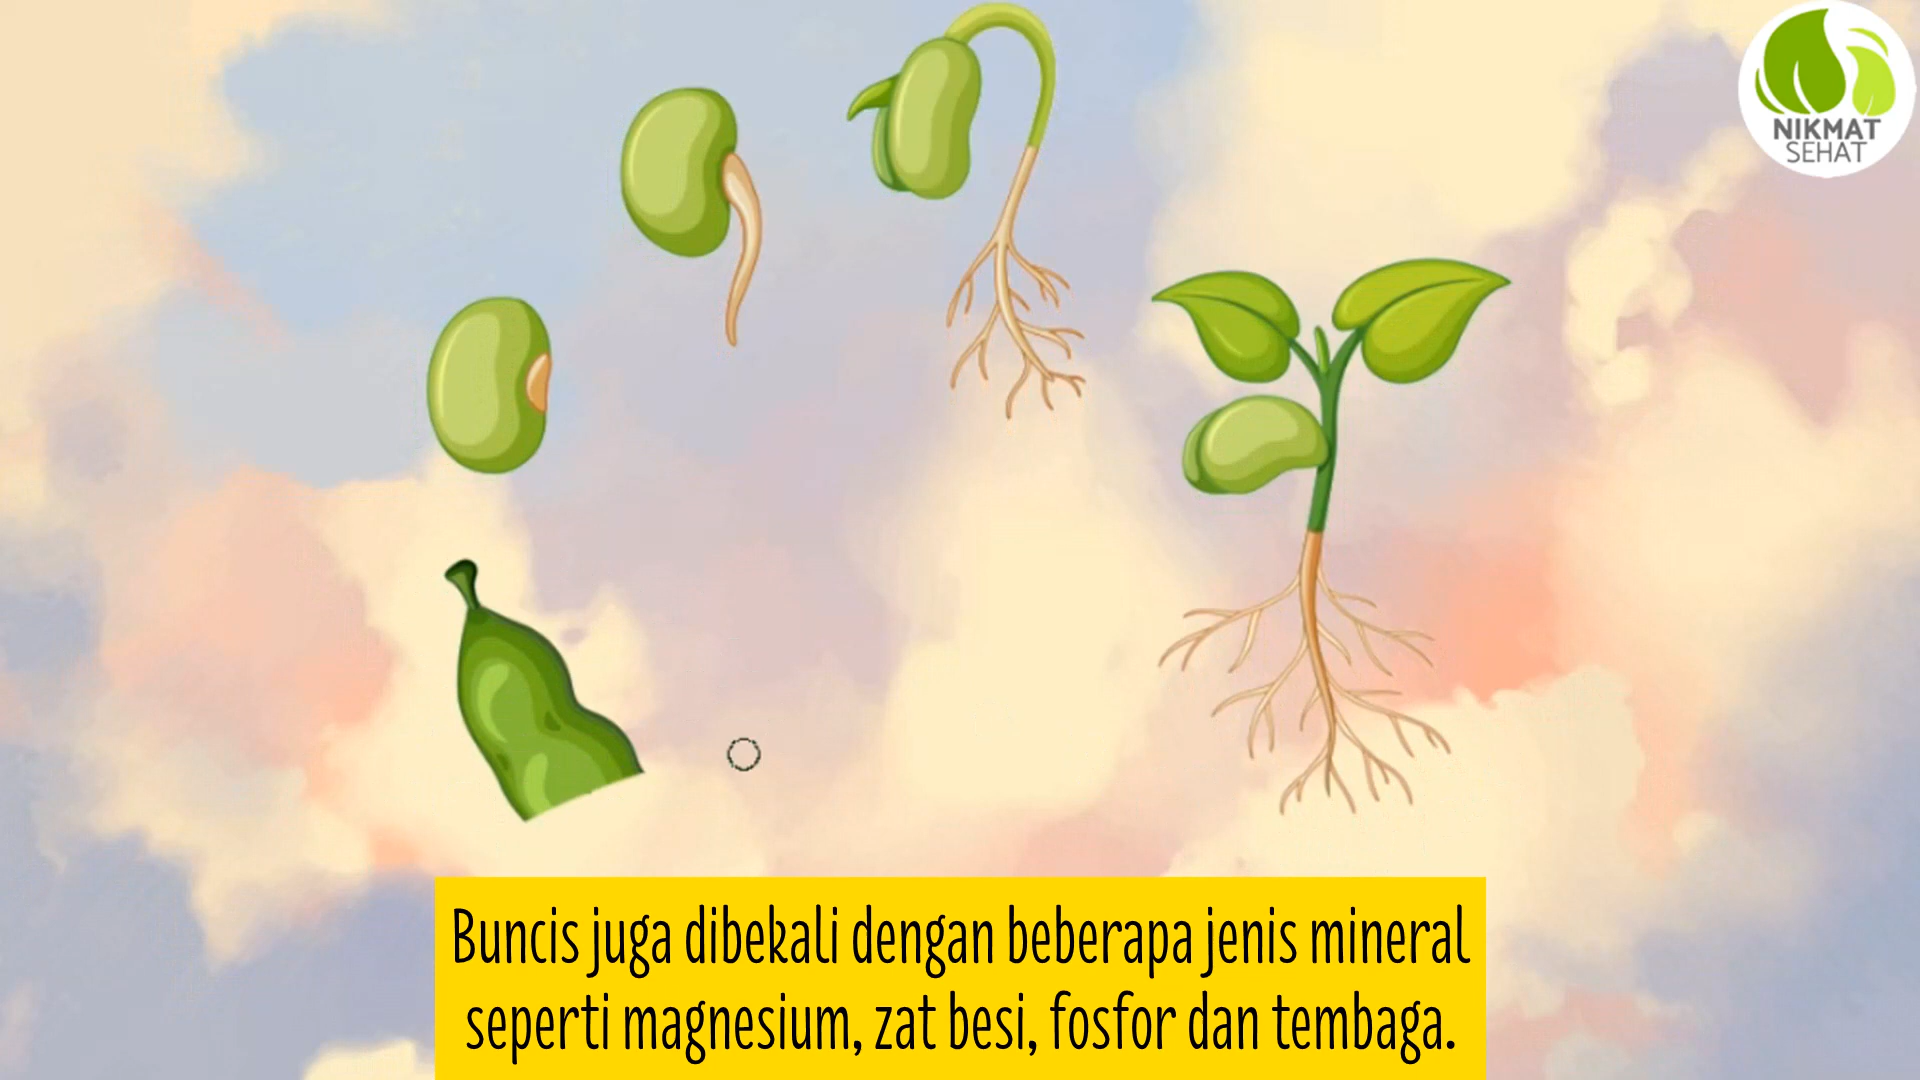 NIKMAT
SEHAT
Buncis juga dibekali dengan beberapa jenis mineral
seperti magnesium, zat besi, fosfor dan tembaga.